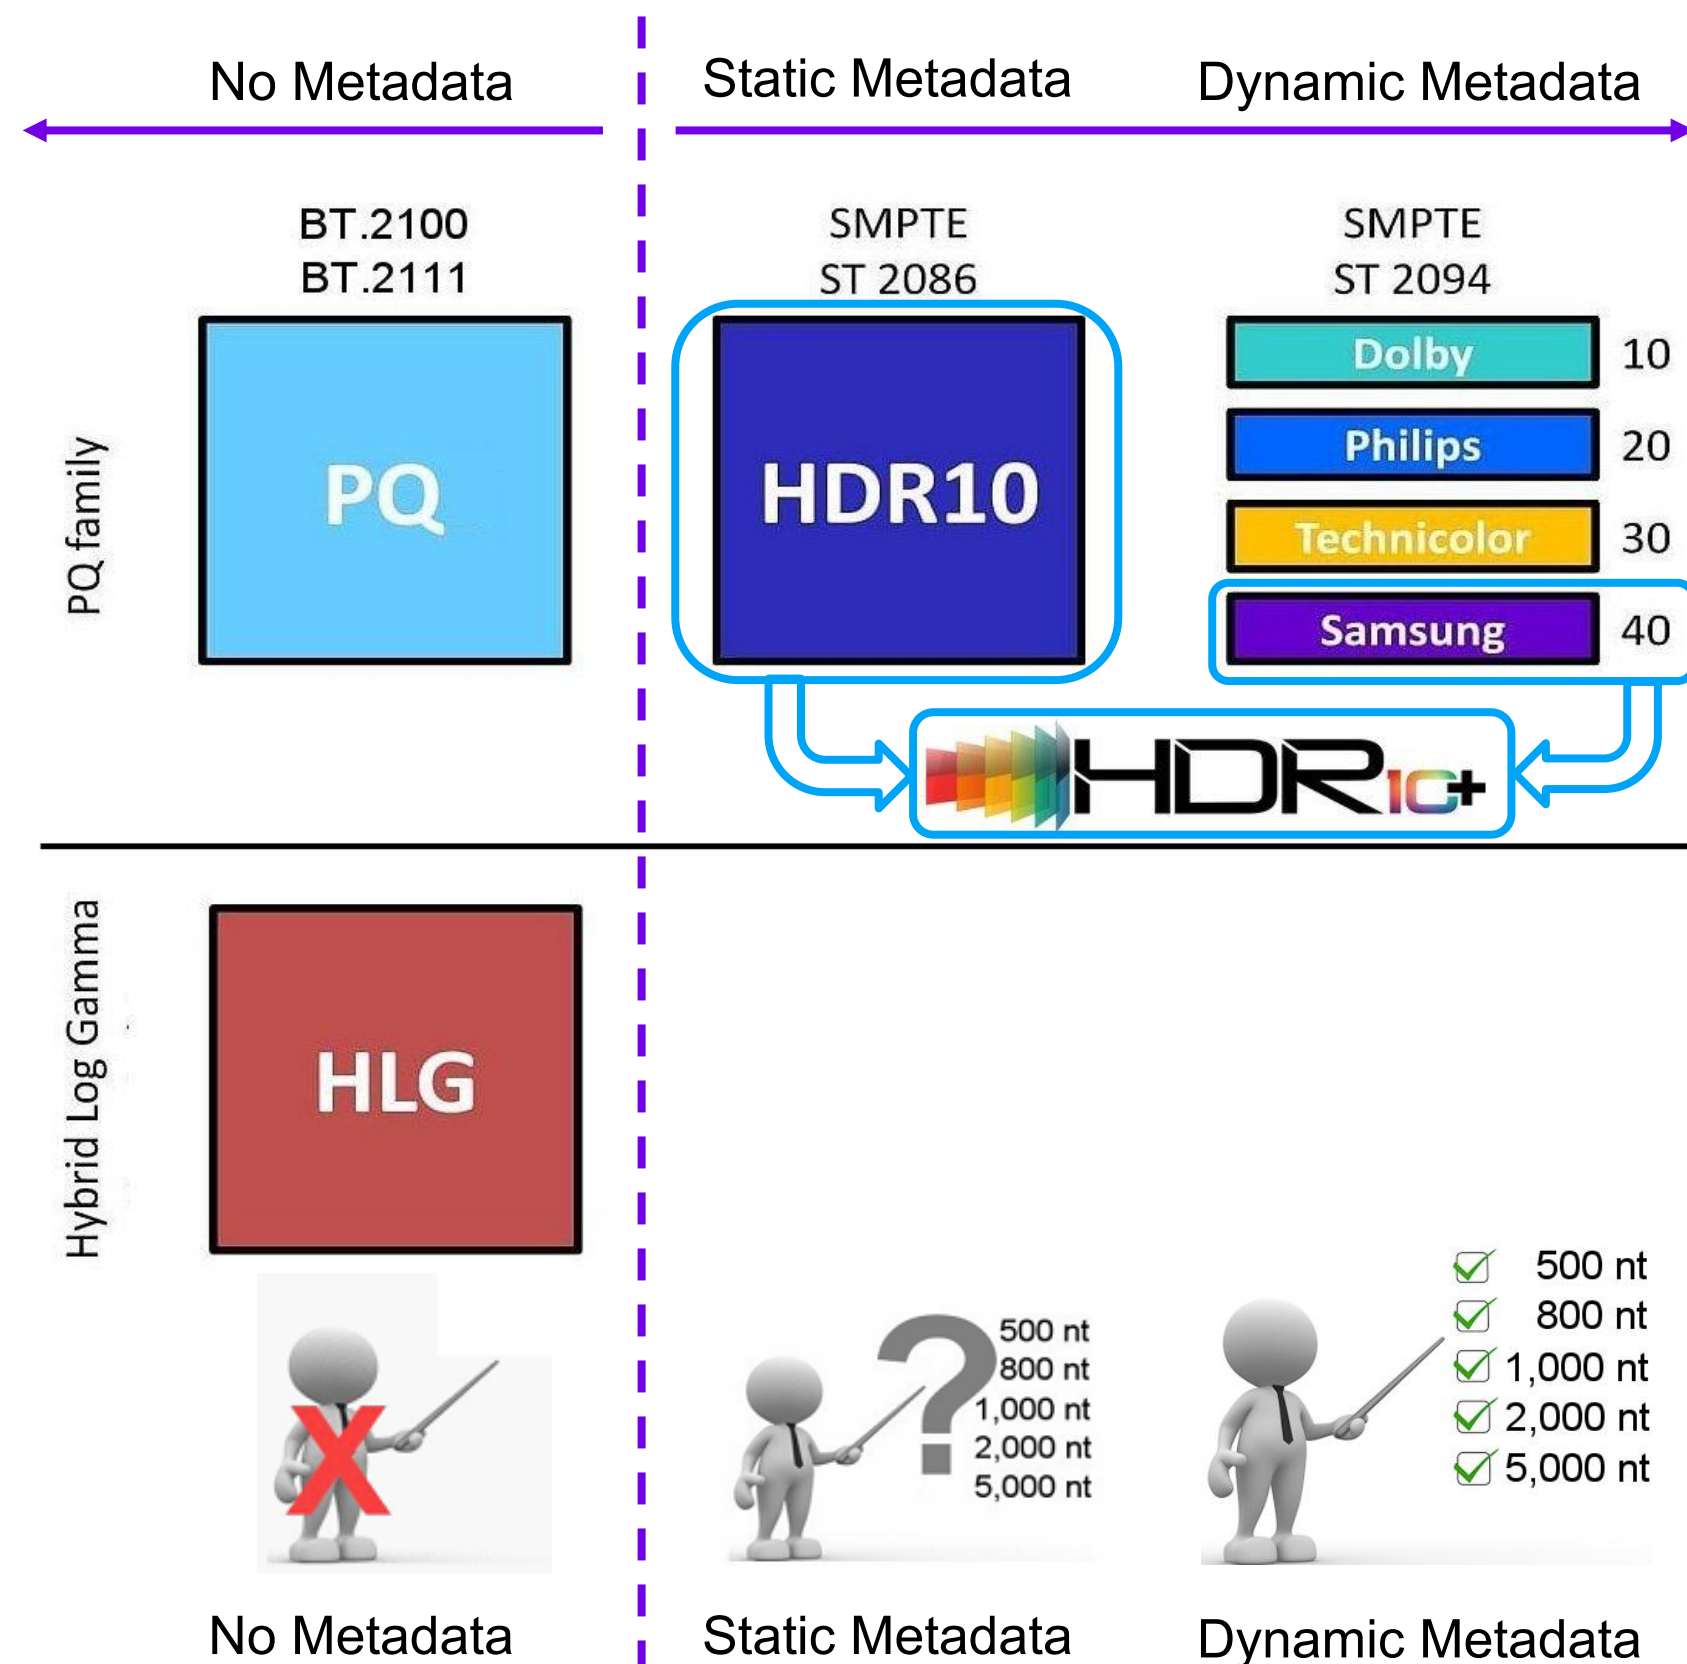 No Metadata
Static Metadata
Dynamic Metadata
BT.2100
BT.2111
SMPTE
ST 2086
SMPTE
ST 2094
PQ family
PQ
HDR10
Dolby 10
Philips 20
Technicolor 30
Samsung 40
HDR10+
Hybrid Log Gamma
HLG
X
?
500 nt
800 nt
1,000 nt
2,000 nt
5,000 nt
500 nt
800 nt
1,000 nt
2,000 nt
5,000 nt
No Metadata
Static Metadata
Dynamic Metadata